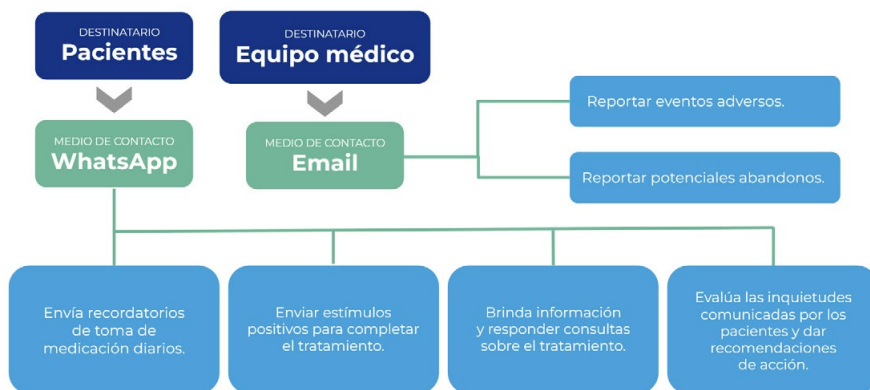 DESTINATARIO
Pacientes
DESTINATARIO
Equipo médico
MEDIO DE CONTACTO
WhatsApp
MEDIO DE CONTACTO
Email
Reportar eventos adversos.
Reportar potenciales abandonos.
Envía recordatorios
de toma de
medicación diarios.
Enviar estímulos
positivos para completar
el tratamiento.
Brinda información
y responder consultas
sobre el tratamiento.
Evalúa las inquietudes
comunicadas por los
pacientes y dar
recomendaciones
de acción.